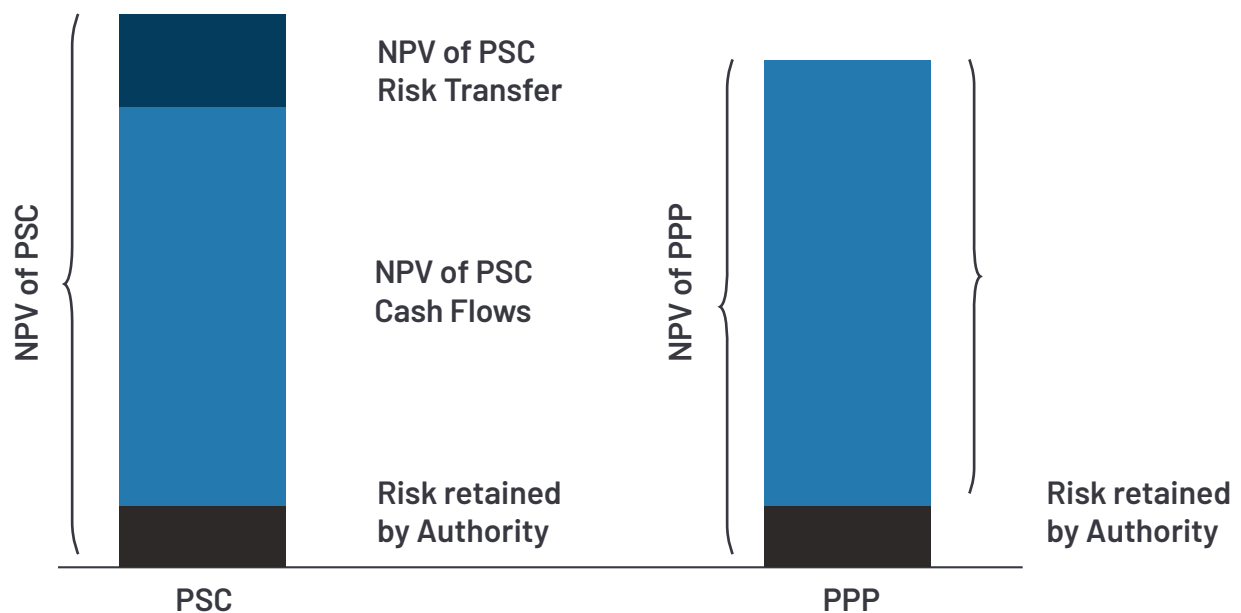 NPV of PSC
NPV of PSC
Risk Transfer
NPV of PSC
Cash Flows
Risk retained
by Authority
PSC
NPV of PPP
Risk retained
by Authority
PPP